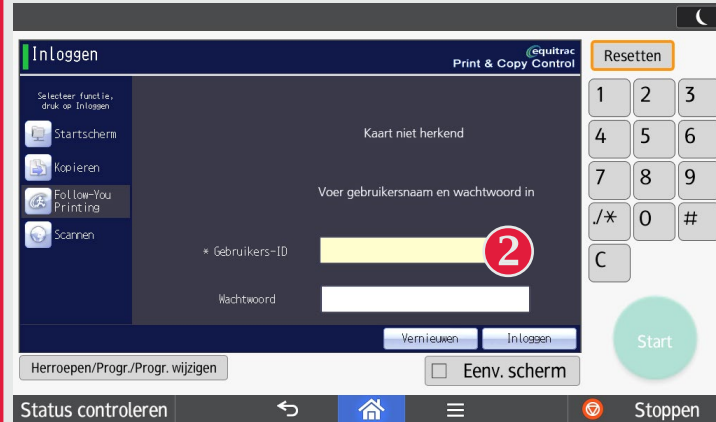 Inloggen
equitrac
Print & Copy Control
Resetten
Selecteer functie,
druk op Inloggen
Startscherm
Kopieren
Follow-You
Printing
Scannen
Kaart niet herkend
Voer gebruikersnaam en wachtwoord in
* Gebruikers-ID
2
Wachtwoord
Vernieuwen
Inloggen
1 2 3
4 5 6
7 8 9
./* 0 #
C
Start
Herroepen/Progr./Progr. wijzigen
Eenv. scherm
Status controleren
Stoppen